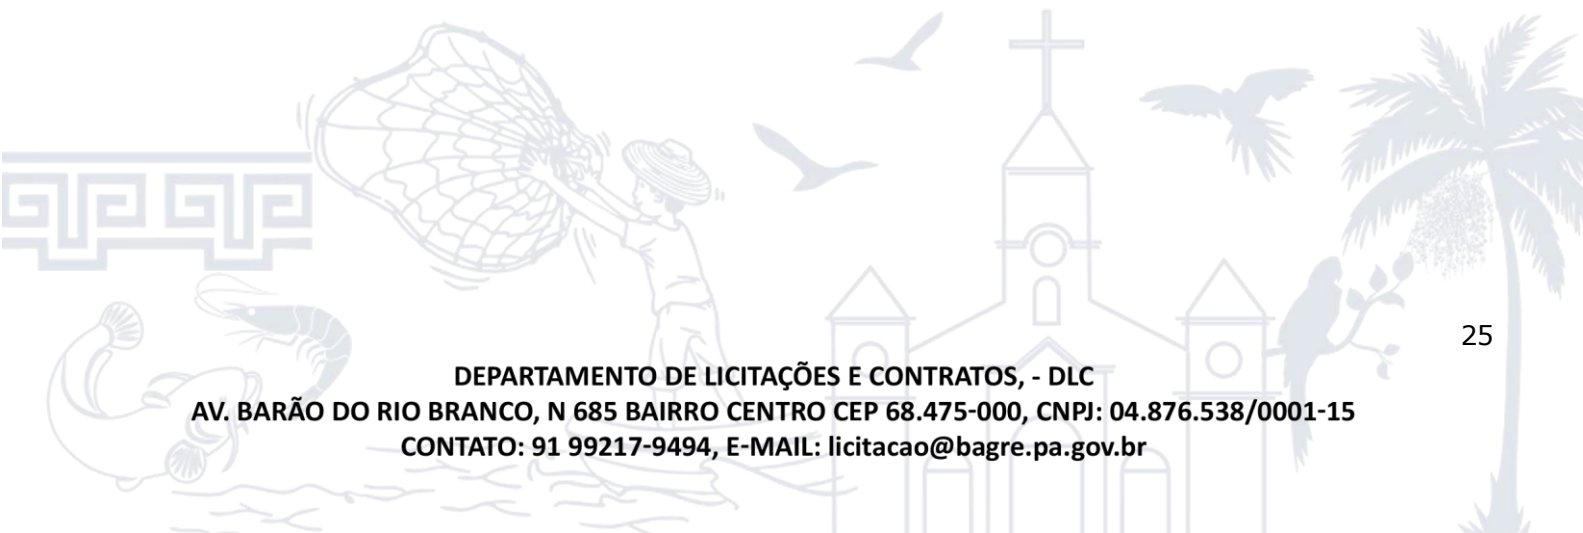 25
DEPARTAMENTO DE LICITAÇÕES E CONTRATOS, - DLC
AV. BARÃO DO RIO BRANCO, N 685 BAIRRO CENTRO CEP 68.475-000, CNPJ: 04.876.538/0001-15
CONTATO: 91 99217-9494, E-MAIL: licitacao@bagre.pa.gov.br